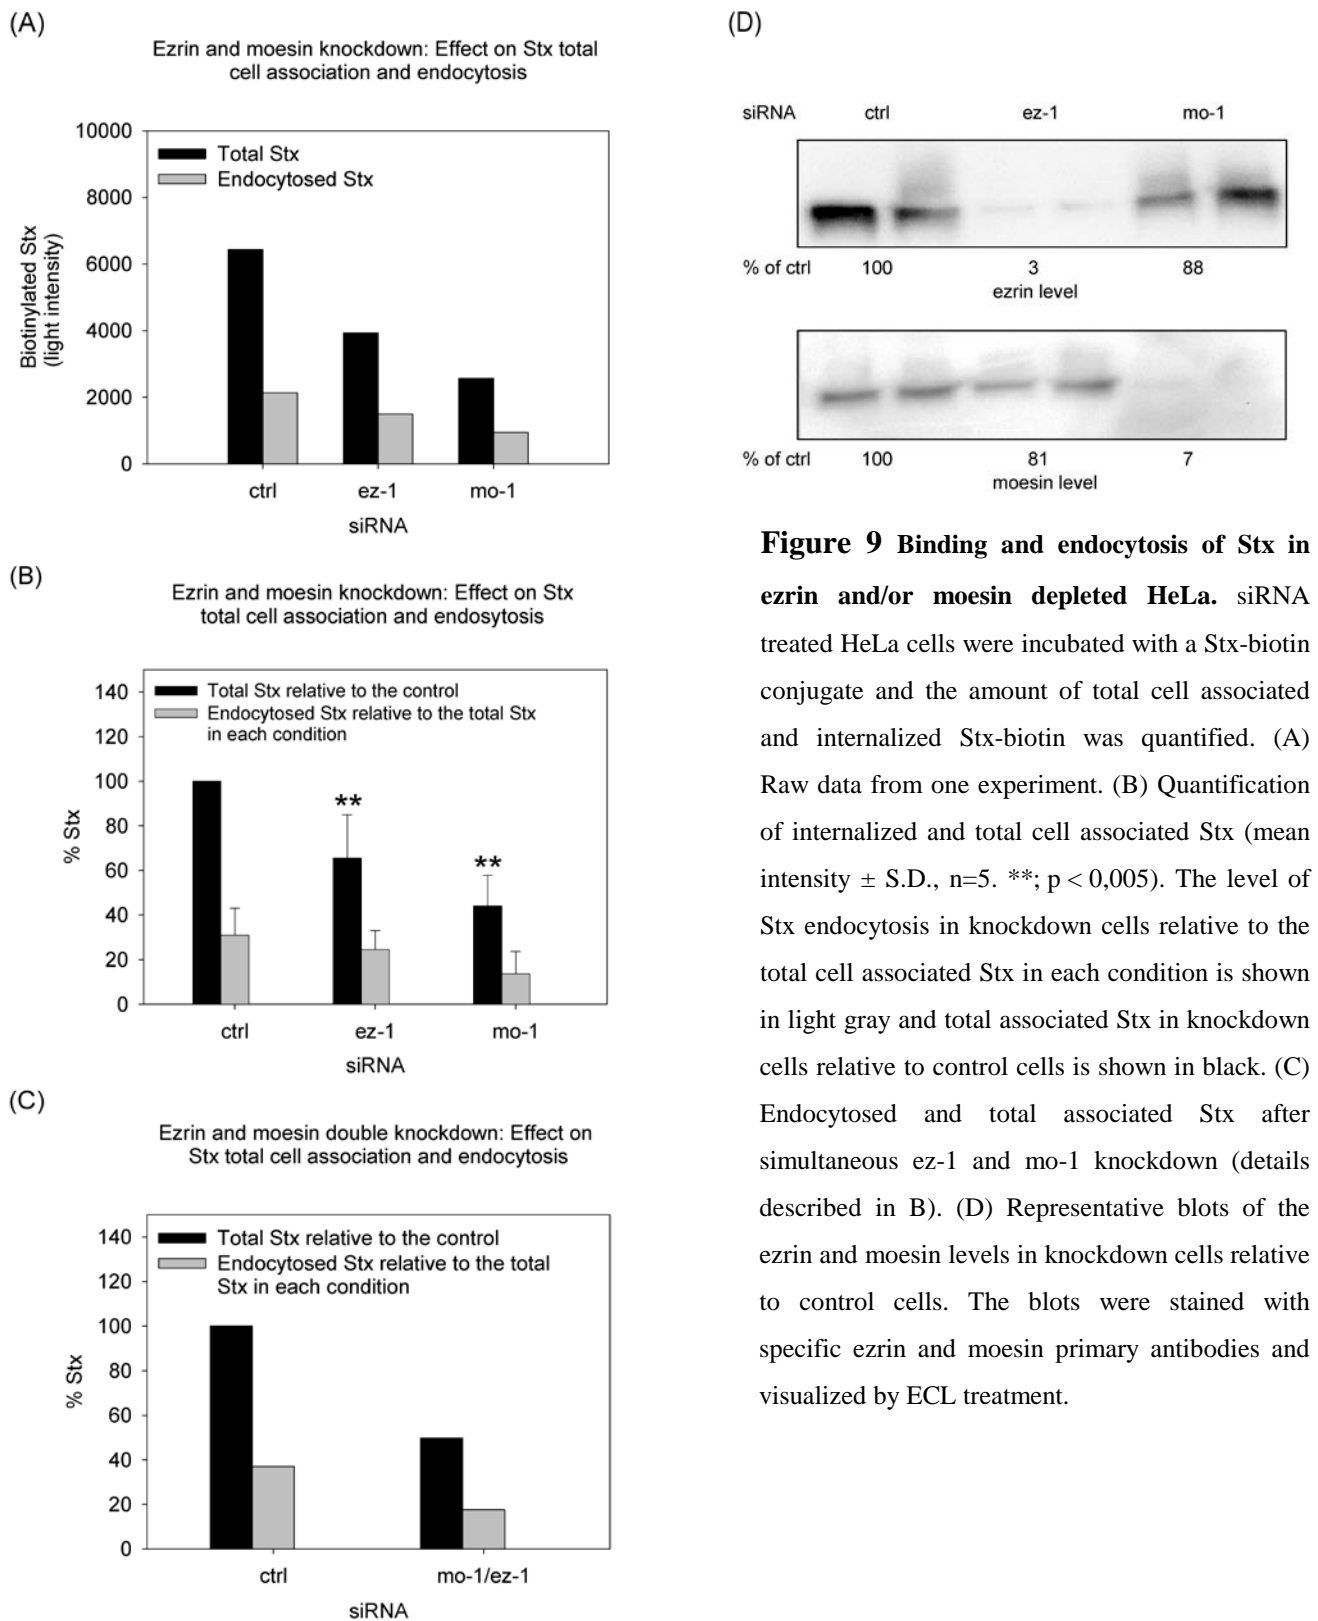 (A)
Ezrin and moesin knockdown: Effect on Stx total
cell association and endocytosis
Biotinylated Stx
(light intensity)
10000
8000
6000
4000
2000
0
Total Stx
Endocytosed Stx
ctrl ez-1 mo-1
siRNA
(B)
Ezrin and moesin knockdown: Effect on Stx
total cell association and endosytosis
% Stx
140
120
100
80
60
40
20
0
Total Stx relative to the control
Endocytosed Stx relative to the total Stx
in each condition
** **
ctrl ez-1 mo-1
siRNA
(C)
Ezrin and moesin double knockdown: Effect on
Stx total cell association and endocytosis
% Stx
140
120
100
80
60
40
20
0
Total Stx relative to the control
Endocytosed Stx relative to the total
Stx in each condition
ctrl mo-1/ez-1
siRNA
(D)
siRNA ctrl ez-1 mo-1
% of ctrl 100 3 88
ezrin level
% of ctrl 100 81 7
moesin level
Figure 9 Binding and endocytosis of Stx in
ezrin and/or moesin depleted HeLa. siRNA
treated HeLa cells were incubated with a Stx-biotin
conjugate and the amount of total cell associated
and internalized Stx-biotin was quantified. (A)
Raw data from one experiment. (B) Quantification
of internalized and total cell associated Stx (mean
intensity ± S.D., n=5. **; p < 0,005). The level of
Stx endocytosis in knockdown cells relative to the
total cell associated Stx in each condition is shown
in light gray and total associated Stx in knockdown
cells relative to control cells is shown in black. (C)
Endocytosed and total associated Stx after
simultaneous ez-1 and mo-1 knockdown (details
described in B). (D) Representative blots of the
ezrin and moesin levels in knockdown cells relative
to control cells. The blots were stained with
specific ezrin and moesin primary antibodies and
visualized by ECL treatment.